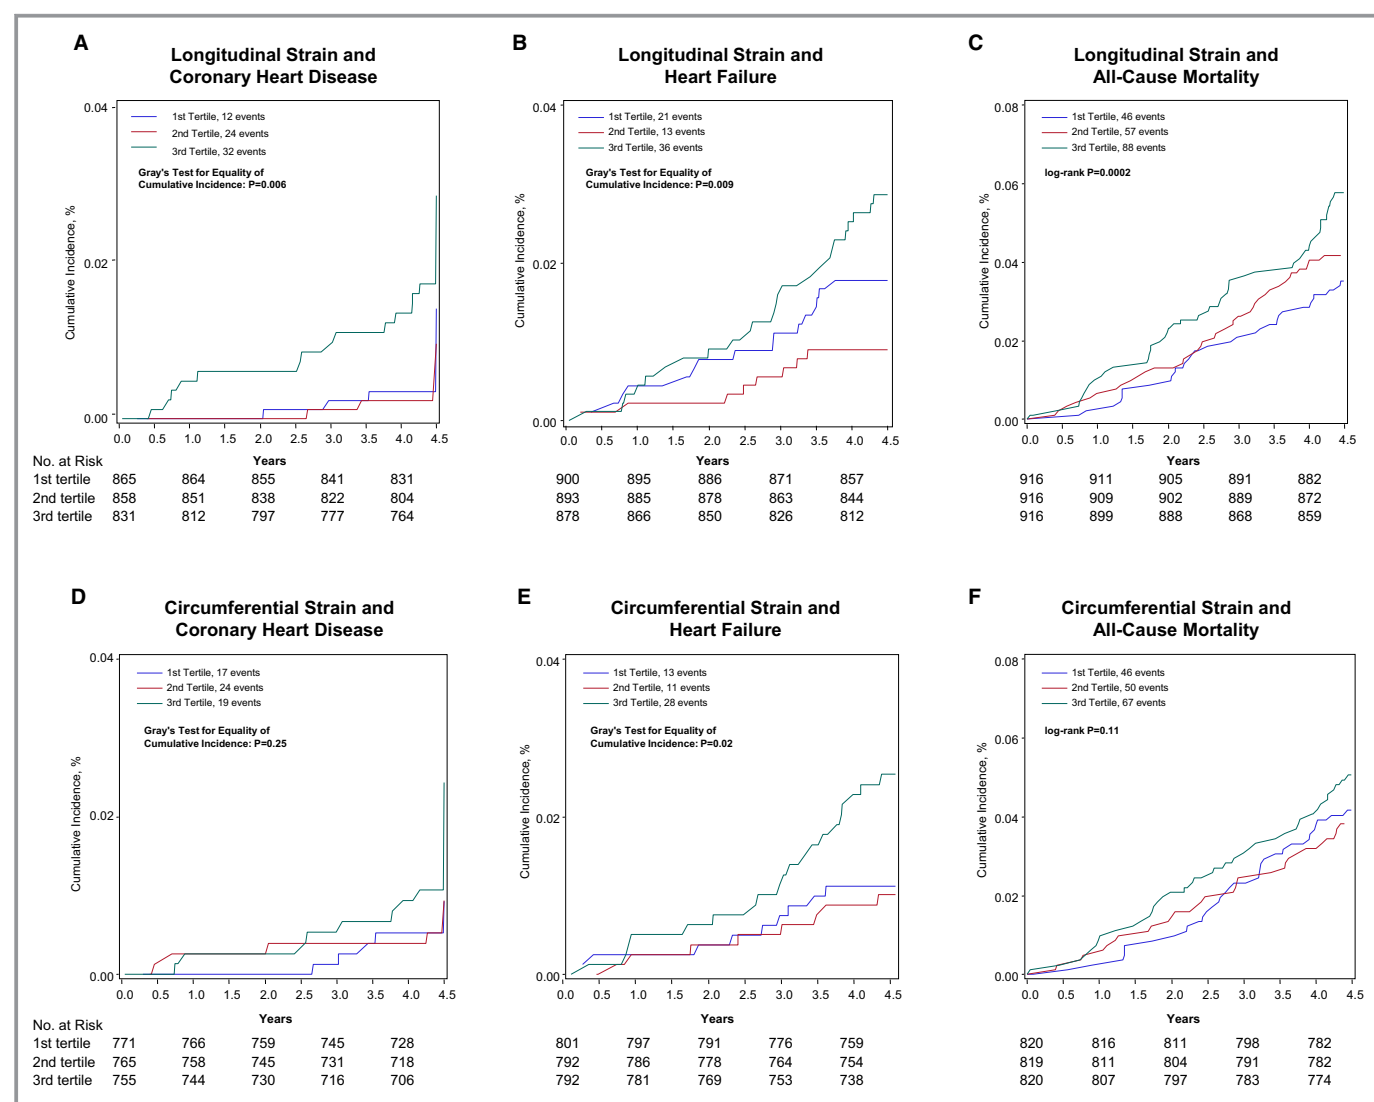 A
Longitudinal Strain and
Coronary Heart Disease
0.04
0.02
0.00
Cumulative Incidence, %
1st Tertile, 12 events
2nd Tertile, 24 events
3rd Tertile, 32 events
Gray's Test for Equality of
Cumulative Incidence: P=0.006
0.0 0.5 1.0 1.5 2.0 2.5 3.0 3.5 4.0 4.5
Years
No. at Risk
1st tertile 865 864 855 841 831
2nd tertile 858 851 838 822 804
3rd tertile 831 812 797 777 764
B
Longitudinal Strain and
Heart Failure
0.04
0.02
0.00
Cumulative Incidence, %
1st Tertile, 21 events
2nd Tertile, 13 events
3rd Tertile, 36 events
Gray's Test for Equality of
Cumulative Incidence: P=0.009
0.0 0.5 1.0 1.5 2.0 2.5 3.0 3.5 4.0 4.5
Years
900 895 886 871 857
893 885 878 863 844
878 866 850 826 812
C
Longitudinal Strain and
All-Cause Mortality
0.08
0.06
0.04
0.02
0.00
Cumulative Incidence, %
1st Tertile, 46 events
2nd Tertile, 57 events
3rd Tertile, 88 events
log-rank P=0.0002
0.0 0.5 1.0 1.5 2.0 2.5 3.0 3.5 4.0 4.5
Years
916 911 905 891 882
916 909 902 889 872
916 899 888 868 859
D
Circumferential Strain and
Coronary Heart Disease
0.04
0.02
0.00
Cumulative Incidence, %
1st Tertile, 17 events
2nd Tertile, 24 events
3rd Tertile, 19 events
Gray's Test for Equality of
Cumulative Incidence: P=0.25
0.0 0.5 1.0 1.5 2.0 2.5 3.0 3.5 4.0 4.5
Years
No. at Risk
1st tertile 771 766 759 745 728
2nd tertile 765 758 745 731 718
3rd tertile 755 744 730 716 706
E
Circumferential Strain and
Heart Failure
0.04
0.02
0.00
Cumulative Incidence, %
1st Tertile, 13 events
2nd Tertile, 11 events
3rd Tertile, 28 events
Gray's Test for Equality of
Cumulative Incidence: P=0.02
0.0 0.5 1.0 1.5 2.0 2.5 3.0 3.5 4.0 4.5
Years
801 797 791 776 759
792 786 778 764 754
792 781 769 753 738
F
Circumferential Strain and
All-Cause Mortality
0.08
0.06
0.04
0.02
0.00
Cumulative Incidence, %
1st Tertile, 46 events
2nd Tertile, 50 events
3rd Tertile, 67 events
log-rank P=0.11
0.0 0.5 1.0 1.5 2.0 2.5 3.0 3.5 4.0 4.5
Years
820 816 811 798 782
819 811 804 791 782
820 807 797 783 774